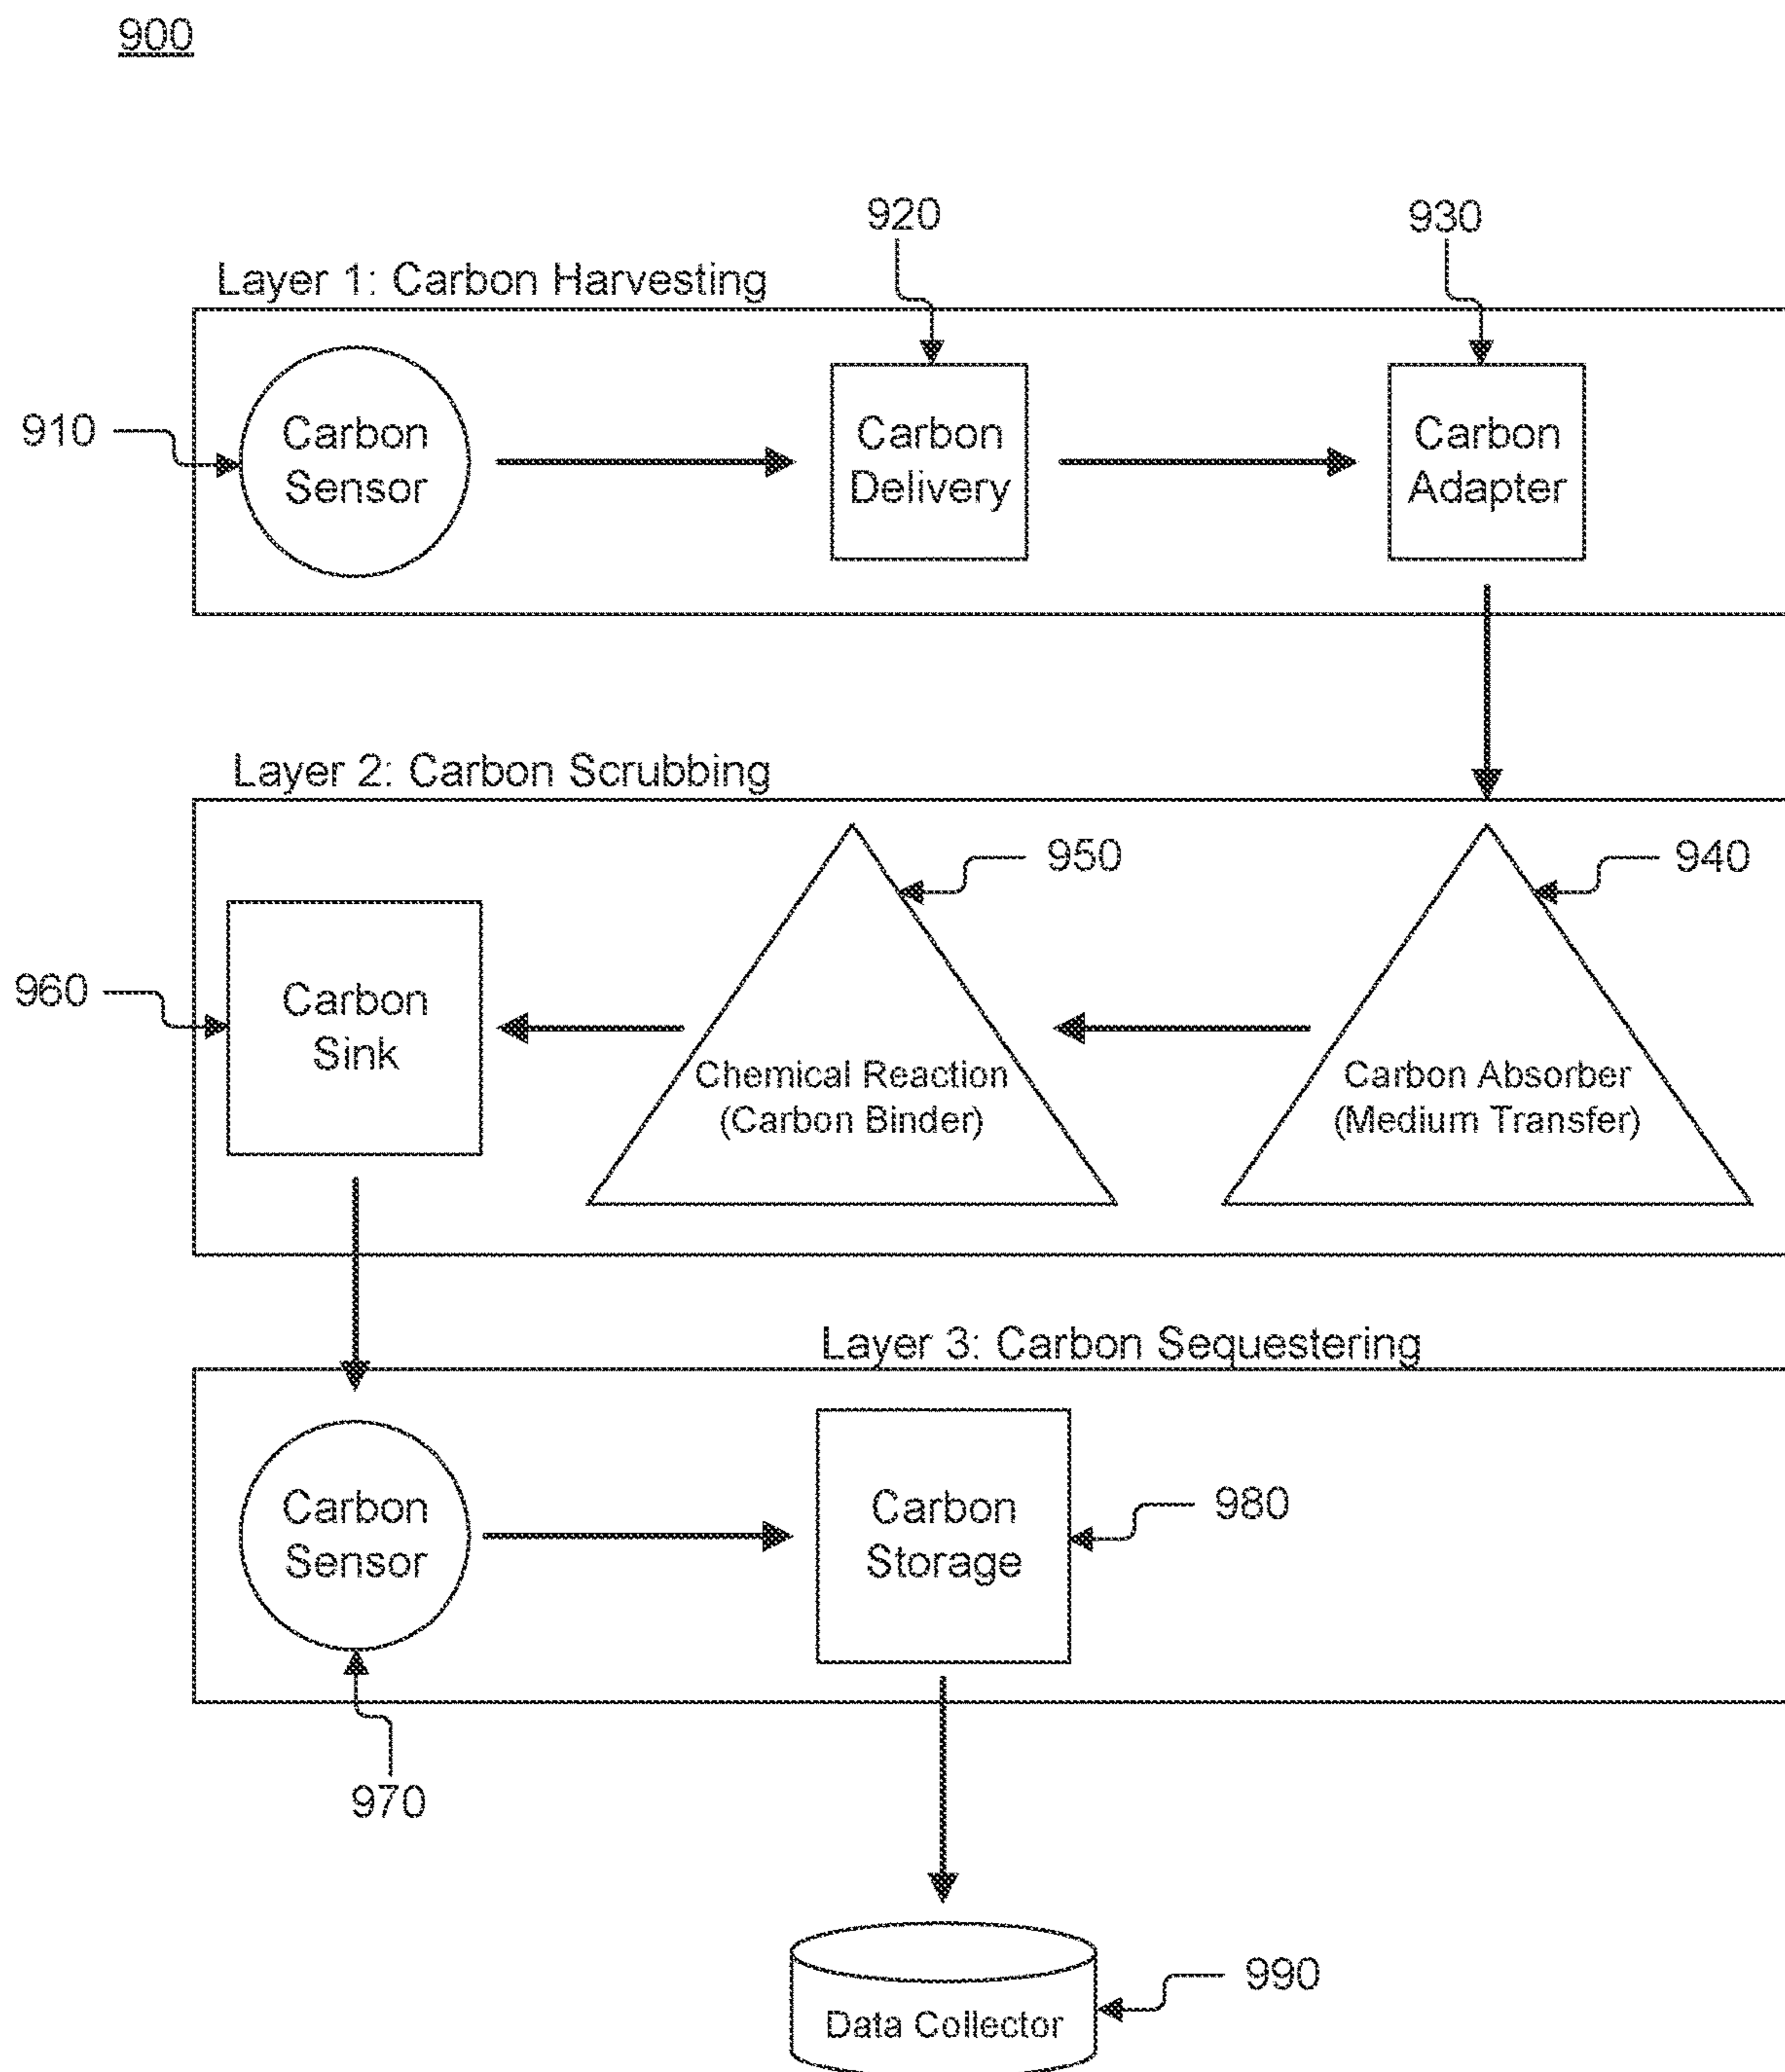 900
920
930
Layer 1: Carbon Harvesting
910
Carbon
Sensor
Carbon
Delivery
Carbon
Adapter
Layer 2: Carbon Scrubbing
950
940
960
Carbon
Sink
Chemical Reaction
(Carbon Binder)
Carbon Absorber
(Medium Transfer)
Layer 3: Carbon Sequestering
Carbon
Sensor
Carbon
Storage
980
970
990
Data Collector